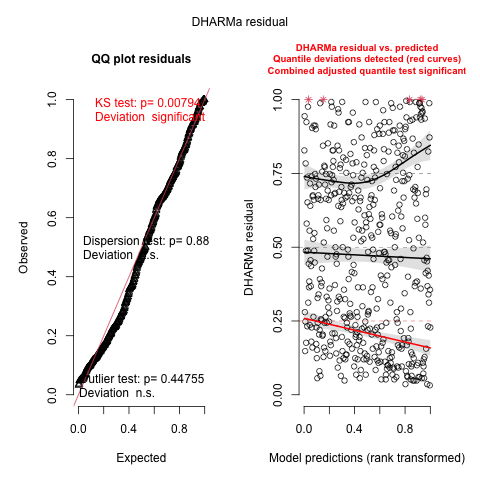 DHARMa residual
QQ plot residuals
KS test: p= 0.00794
Deviation significant
Dispersion test: p= 0.88
Deviation n.s.
Outlier test: p= 0.44755
Deviation n.s.
Observed
0.0 0.2 0.4 0.6 0.8 1.0
0.0 0.4 0.8
Expected
DHARMa residual vs. predicted
Quantile deviations detected (red curves)
Combined adjusted quantile test significant
DHARMa residual
0.00 0.25 0.50 0.75 1.00
0.0 0.4 0.8
Model predictions (rank transformed)